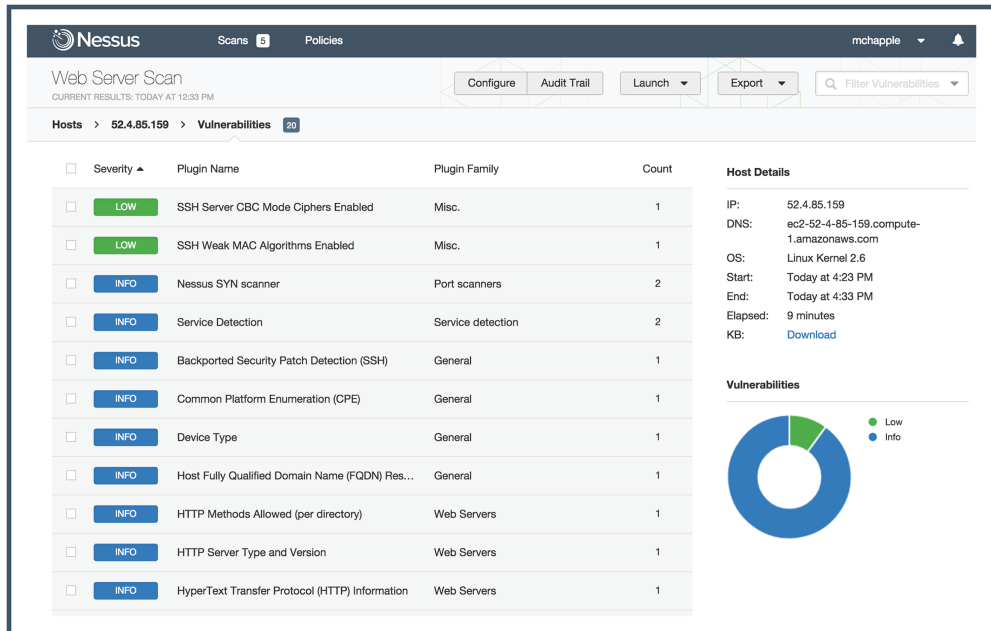 Nessus Scans 5 Policies mchapple
Web Server Scan
CURRENT RESULTS: TODAY AT 12:33 PM
Configure Audit Trail Launch Export Filter Vulnerabilities
Hosts > 52.4.85.159 > Vulnerabilities 20
Severity Plugin Name Plugin Family Count
LOW SSH Server CBC Mode Ciphers Enabled Misc. 1
LOW SSH Weak MAC Algorithms Enabled Misc. 1
INFO Nessus SYN scanner Port scanners 2
INFO Service Detection Service detection 2
INFO Backported Security Patch Detection (SSH) General 1
INFO Common Platform Enumeration (CPE) General 1
INFO Device Type General 1
INFO Host Fully Qualified Domain Name (FQDN) Res... General 1
INFO HTTP Methods Allowed (per directory) Web Servers 1
INFO HTTP Server Type and Version Web Servers 1
INFO HyperText Transfer Protocol (HTTP) Information Web Servers 1
Host Details
IP: 52.4.85.159
DNS: ec2-52-4-85-159.compute-
1.amazonaws.com
OS: Linux Kernel 2.6
Start: Today at 4:23 PM
End: Today at 4:33 PM
Elapsed: 9 minutes
KB: Download
Vulnerabilities
Low
Info